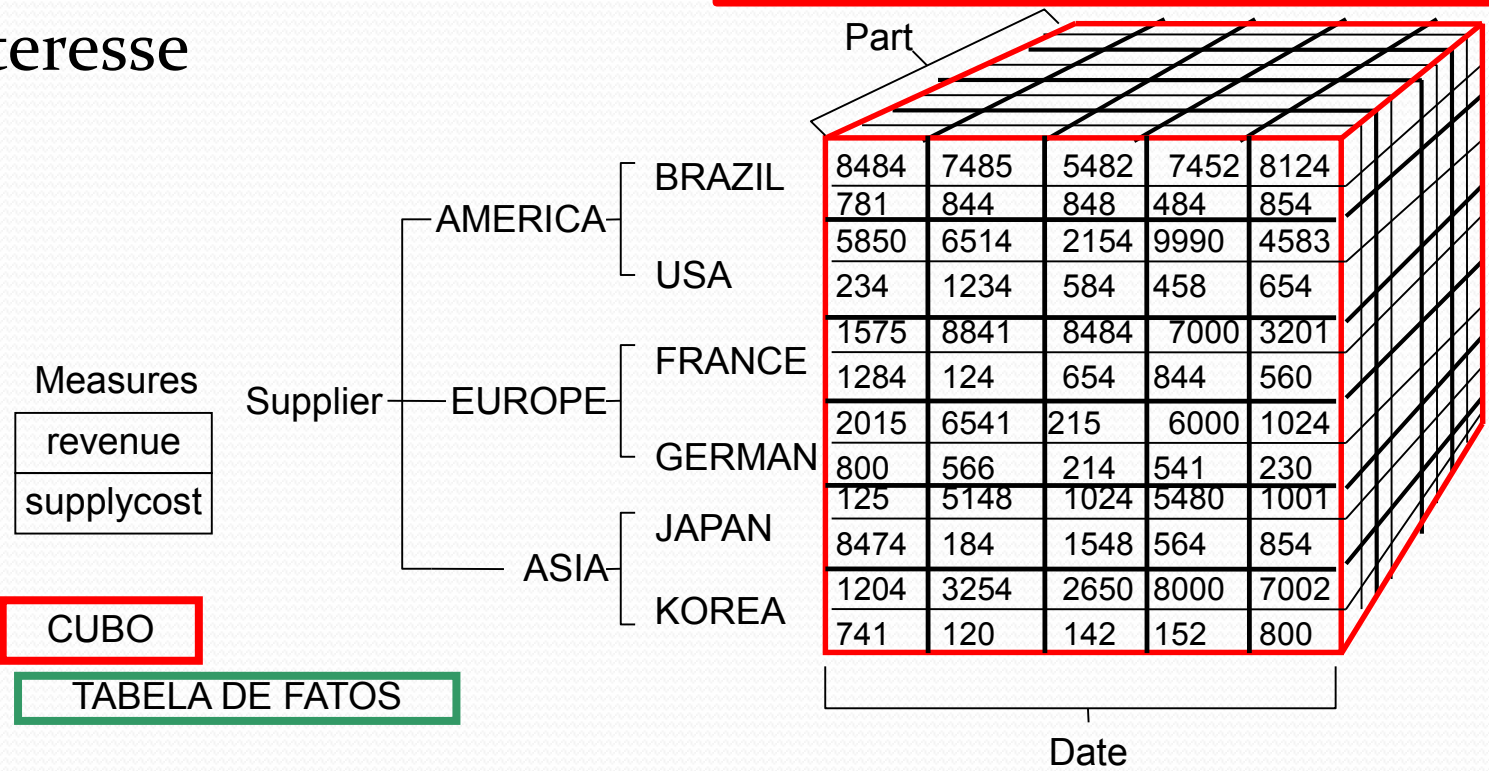 teresse
Part
BRAZIL
8484 7485 5482 7452 8124
781 844 848 484 854
AMERICA
5850 6514 2154 9990 4583
USA
234 1234 584 458 654
1575 8841 8484 7000 3201
FRANCE
1284 124 654 844 560
Measures
Supplier
EUROPE
revenue
2015 6541 215 6000 1024
GERMAN
800 566 214 541 230
supplycost
125 5148 1024 5480 1001
JAPAN
8474 184 1548 564 854
ASIA
1204 3254 2650 8000 7002
KOREA
741 120 142 152 800
CUBO
TABELA DE FATOS
Date